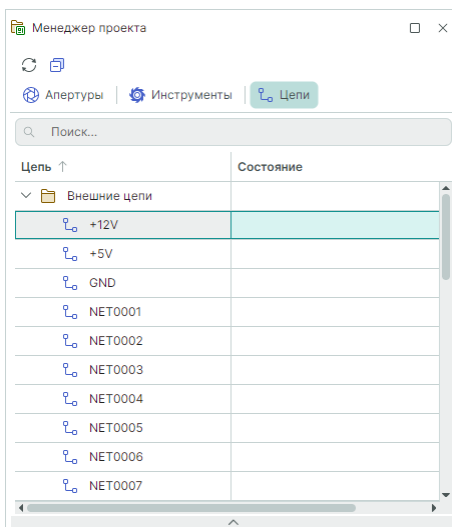 Менеджер проекта
Апертуры Инструменты Цепи
Поиск...
Цепь Состояние
Внешние цепи
+12V
+5V
GND
NET0001
NET0002
NET0003
NET0004
NET0005
NET0006
NET0007